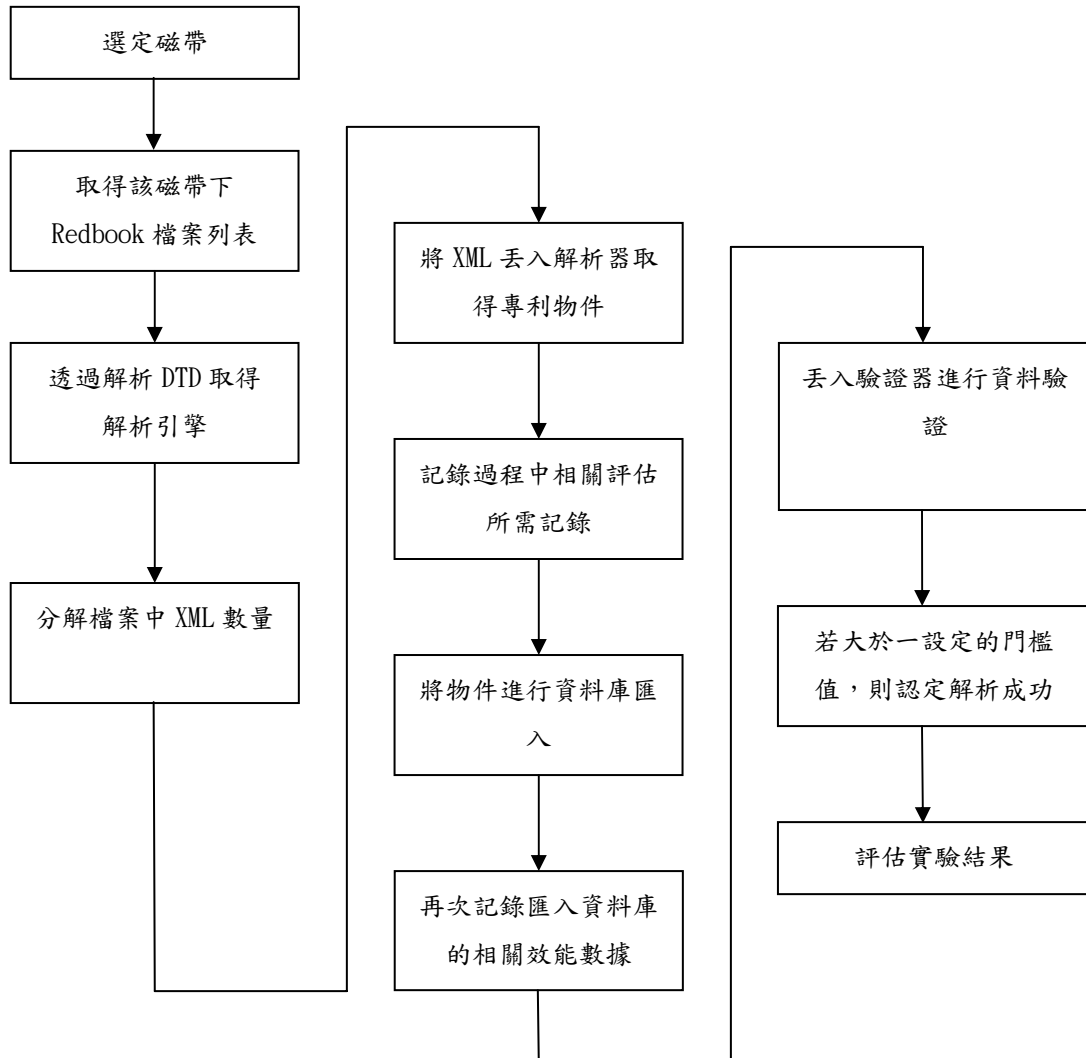 選定磁帶
取得該磁帶下
Redbook 檔案列表
透過解析 DTD 取得
解析引擎
分解檔案中 XML 數量
將 XML 丟入解析器取
得專利物件
記錄過程中相關評估
所需記錄
將物件進行資料庫匯
入
再次記錄匯入資料庫
的相關效能數據
丟入驗證器進行資料驗
證
若大於一設定的門檻
值，則認定解析成功
評估實驗結果